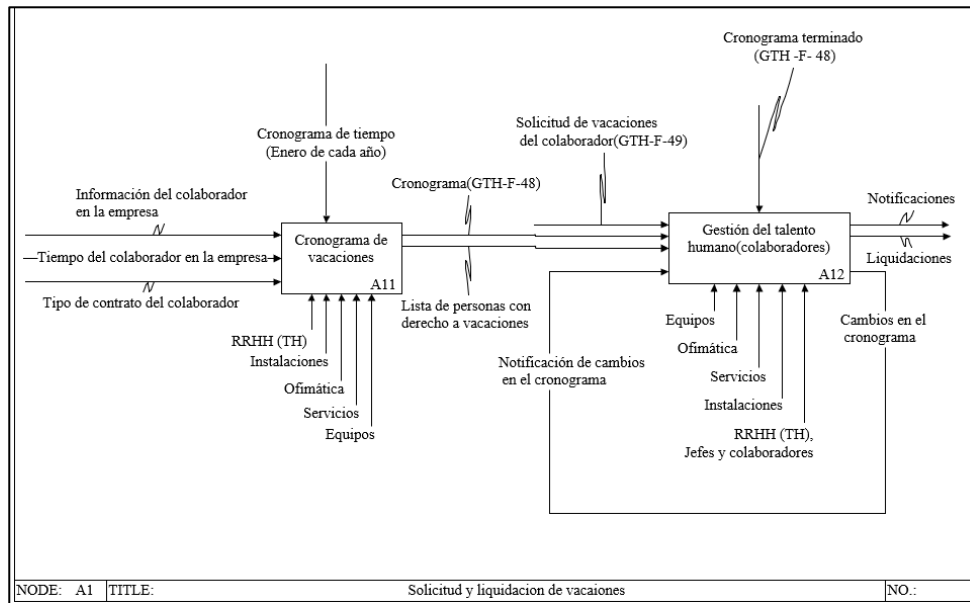 Cronograma terminado
(GTH -F- 48)
Cronograma de tiempo
(Enero de cada año)
Solicitud de vacaciones
del colaborador(GTH-F-49)
Cronograma(GTH-F-48)
Información del colaborador
en la empresa
Tiempo del colaborador en la empresa
Tipo de contrato del colaborador
Cronograma de
vacaciones
A11
RRHH (TH)
Instalaciones
Ofimática
Servicios
Equipos
Lista de personas con
derecho a vacaciones
Notificación de cambios
en el cronograma
Gestión del talento
humano(colaboradores)
A12
Notificaciones
Liquidaciones
Equipos
Ofimática
Servicios
Instalaciones
RRHH (TH),
Jefes y colaboradores
Cambios en el
cronograma
NODE: A1 TITLE: Solicitud y liquidacion de vacaiones NO.: